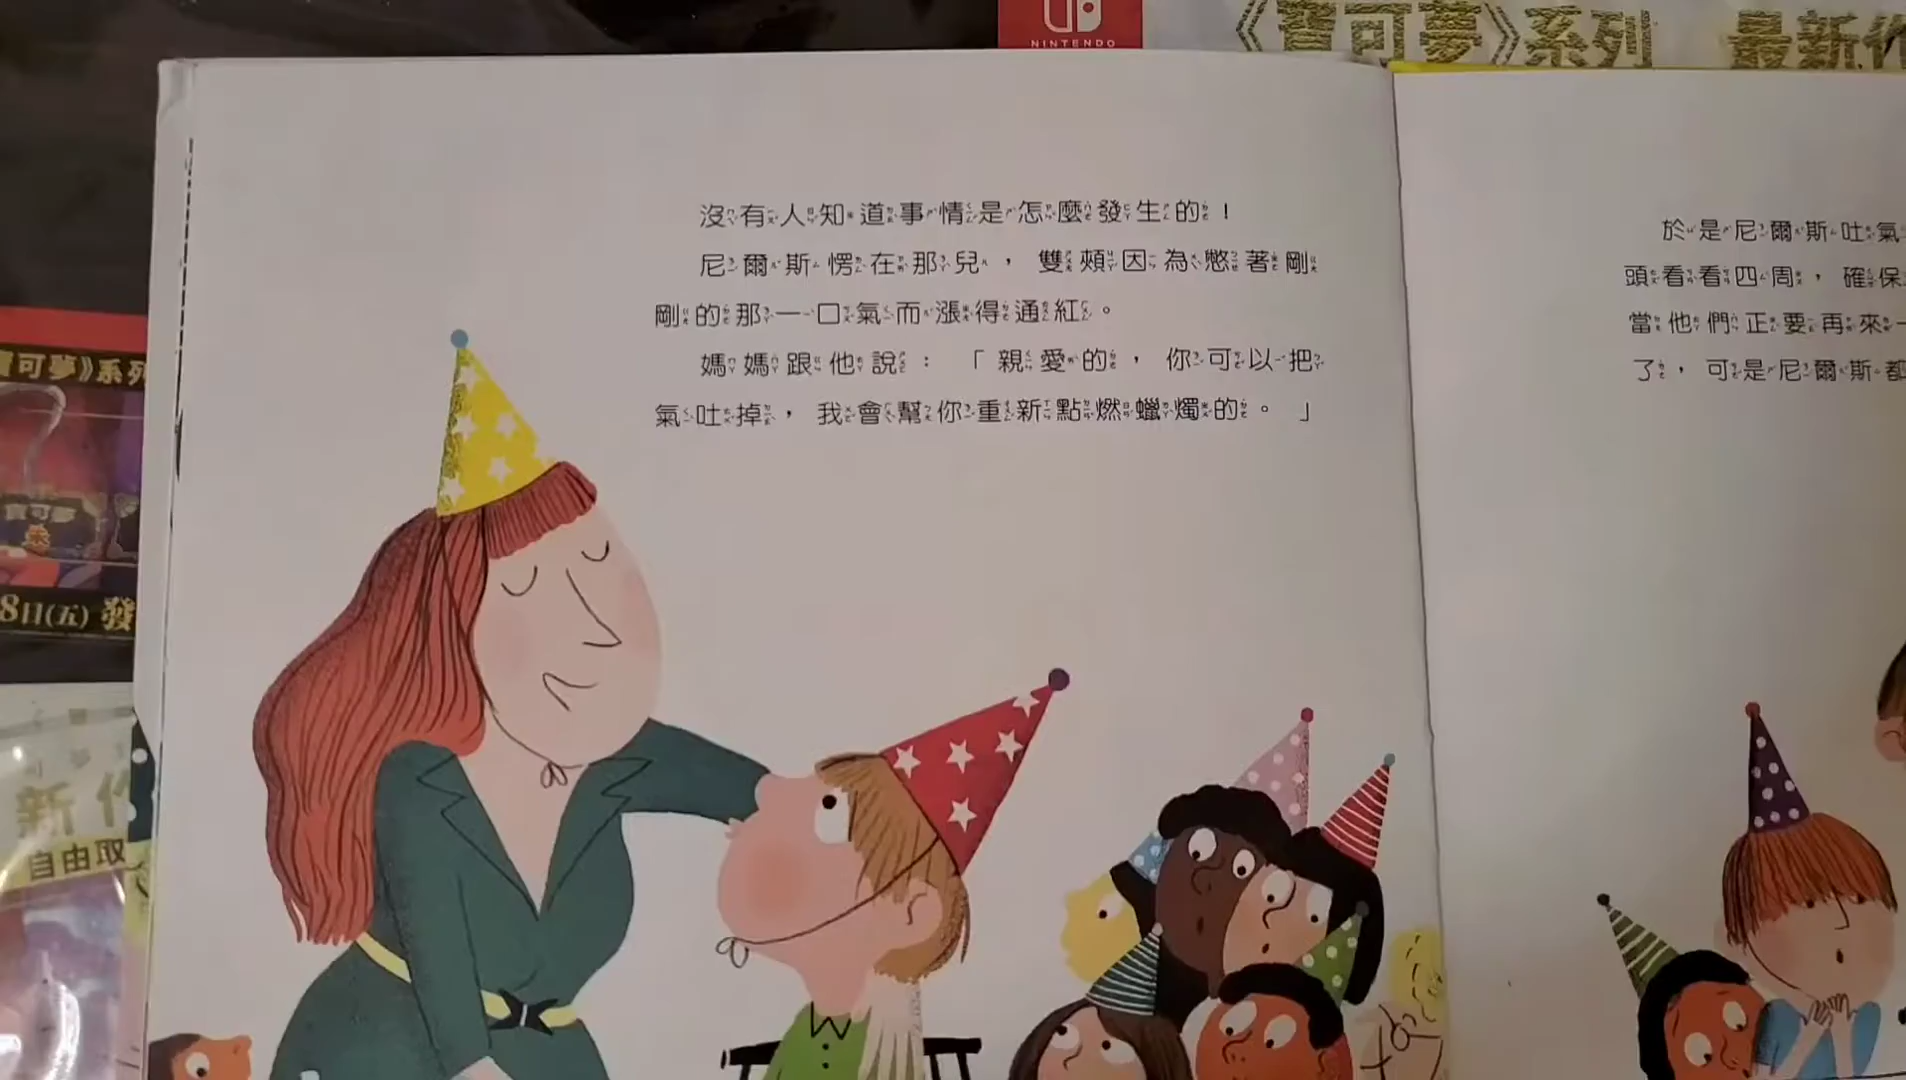 NINTENDO
《寶可夢》系列 最新作
沒有人知道事情是怎麼發生的！
尼爾斯愣在那兒，雙頰因為憋著剛
剛的那一口氣而漲得通紅。
媽媽跟他說：「親愛的，你可以把
氣吐掉，我會幫你重新點燃蠟燭的。」
於是尼爾斯吐氣
頭看看四周，確保
當他們正要再來一
了，可是尼爾斯都
寶可夢》系列
寶可夢
朱
8日(五) 發
新作
自由取